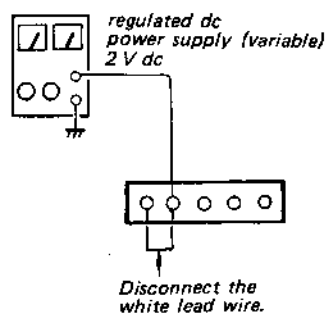 regulated dc
power supply (variable)
2 V dc
Disconnect the
white lead wire.